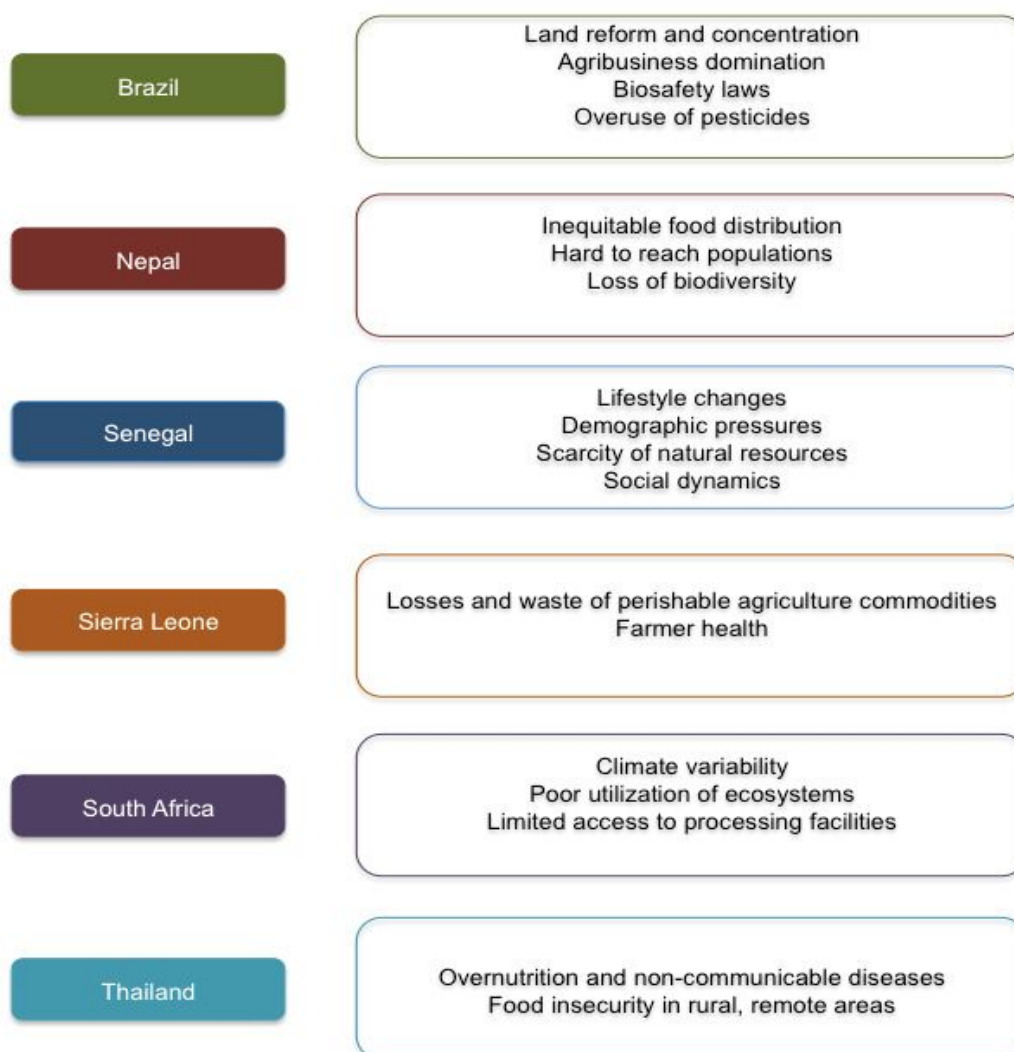 Brazil
Land reform and concentration
Agribusiness domination
Biosafety laws
Overuse of pesticides
Nepal
Inequitable food distribution
Hard to reach populations
Loss of biodiversity
Senegal
Lifestyle changes
Demographic pressures
Scarcity of natural resources
Social dynamics
Sierra Leone
Losses and waste of perishable agriculture commodities
Farmer health
South Africa
Climate variability
Poor utilization of ecosystems
Limited access to processing facilities
Thailand
Overnutrition and non-communicable diseases
Food insecurity in rural, remote areas